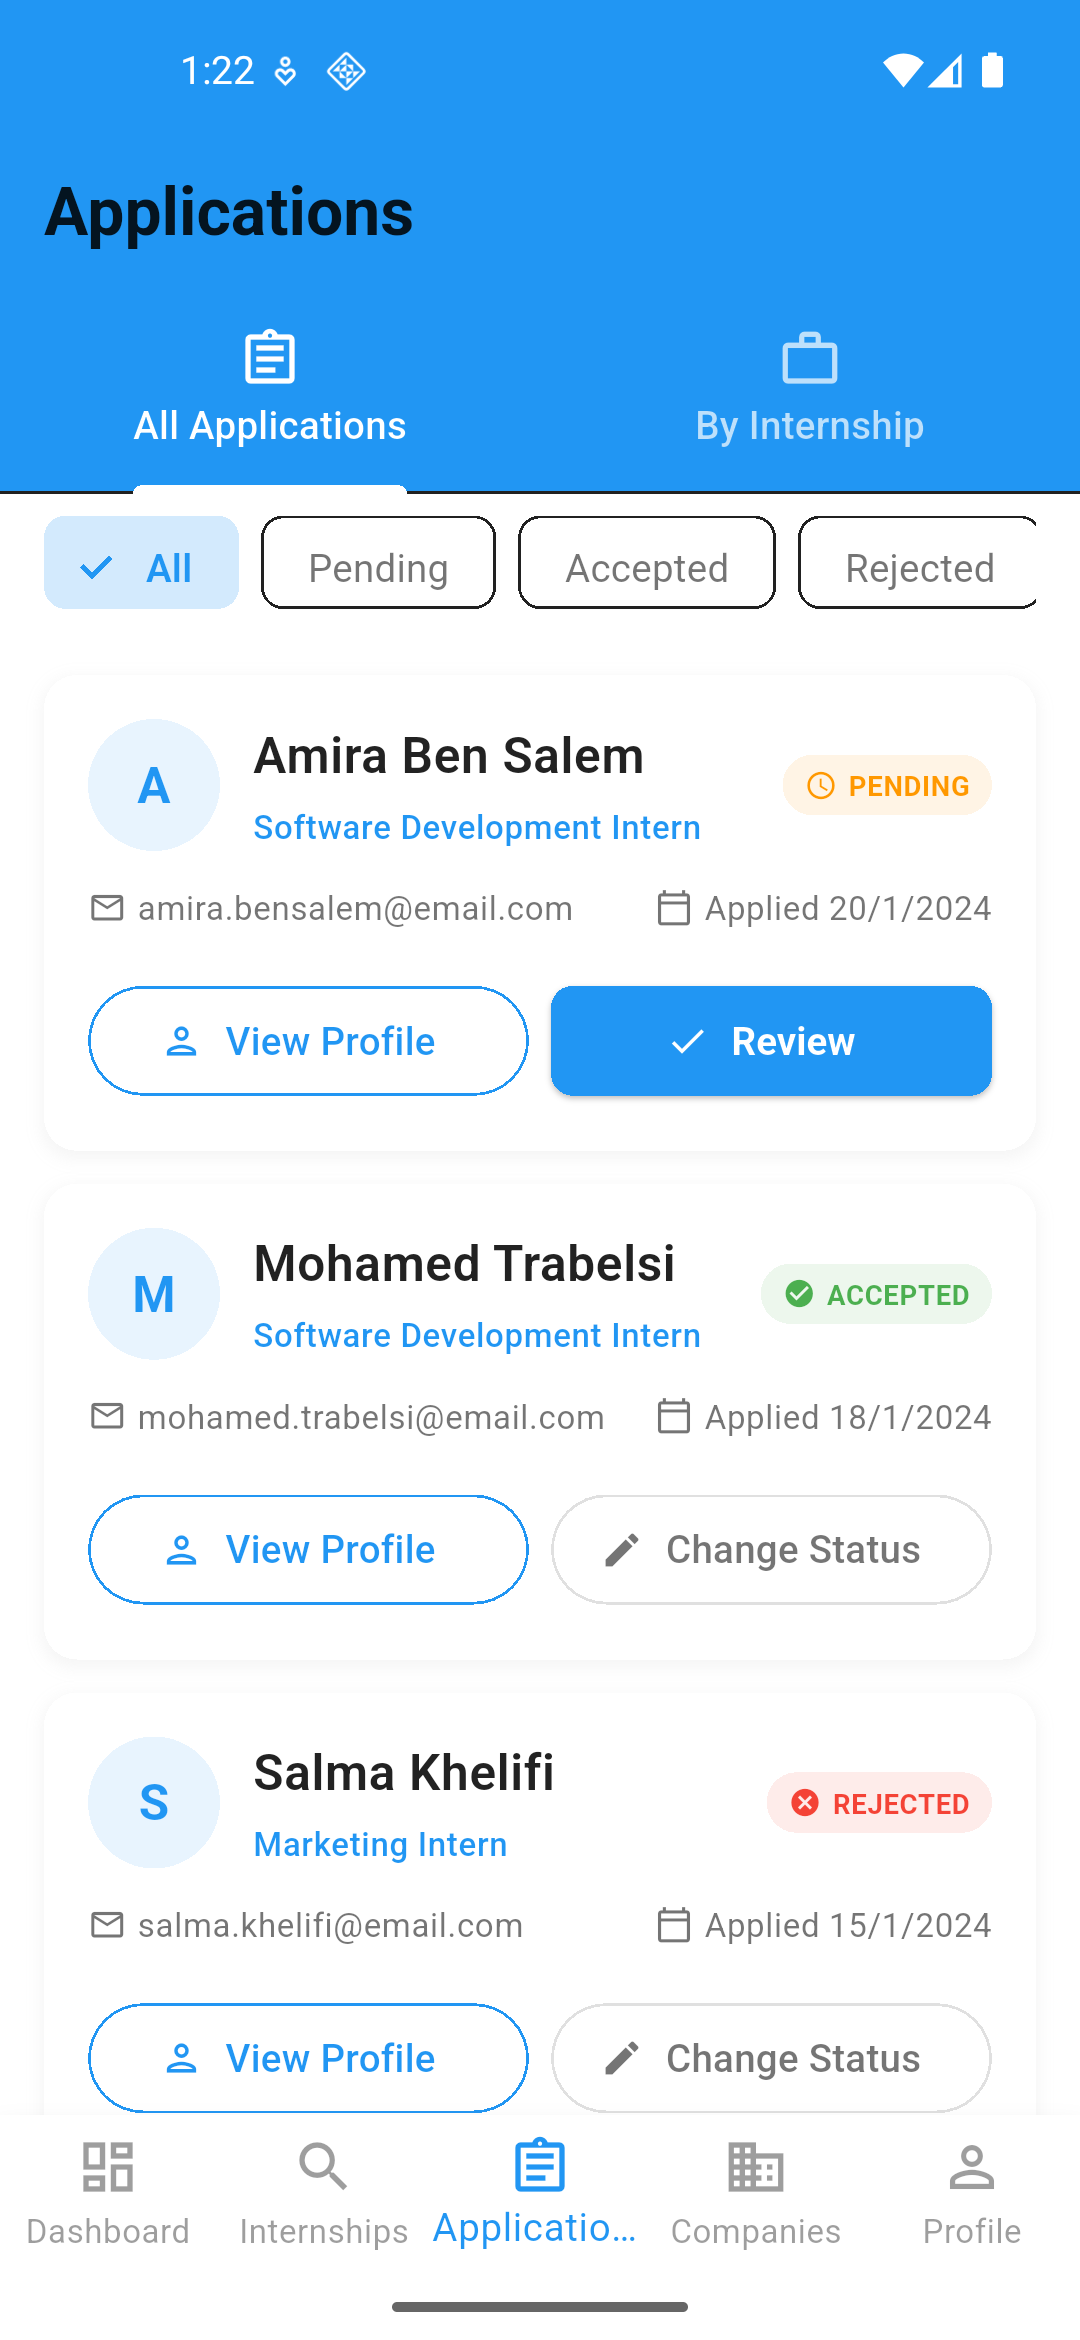 1:22
Applications
All Applications
By Internship
All
Pending
Accepted
Rejected
A
Amira Ben Salem
Software Development Intern
PENDING
amira.bensalem@email.com
Applied 20/1/2024
View Profile
Review
M
Mohamed Trabelsi
Software Development Intern
ACCEPTED
mohamed.trabelsi@email.com
Applied 18/1/2024
View Profile
Change Status
S
Salma Khelifi
Marketing Intern
REJECTED
salma.khelifi@email.com
Applied 15/1/2024
View Profile
Change Status
Dashboard
Internships
Applicatio...
Companies
Profile